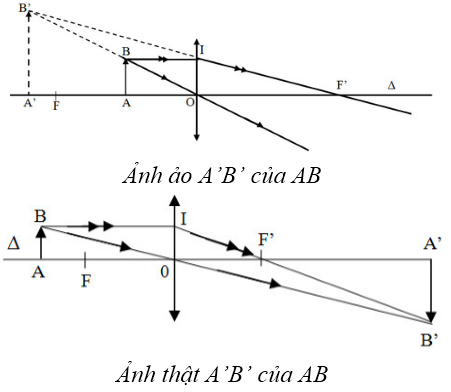 B'
B I
F' Δ
A' F A O
Ảnh ảo A'B' của AB
B I
F' A'
Δ
A F 0
B'
Ảnh thật A'B' của AB